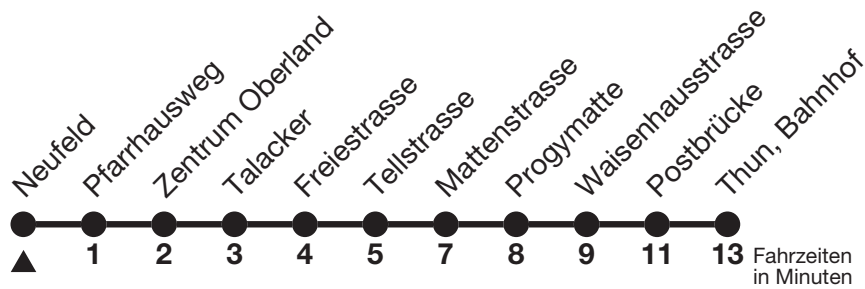 Neufeld
Pfarrhausweg
Zentrum Oberland
Talacker
Freiestrasse
Tellstrasse
Mattenstrasse
Progymatte
Waisenhausstrasse
Postbrücke
Thun, Bahnhof
1 2 3 4 5 7 8 9 11 13 Fahrzeiten
in Minuten